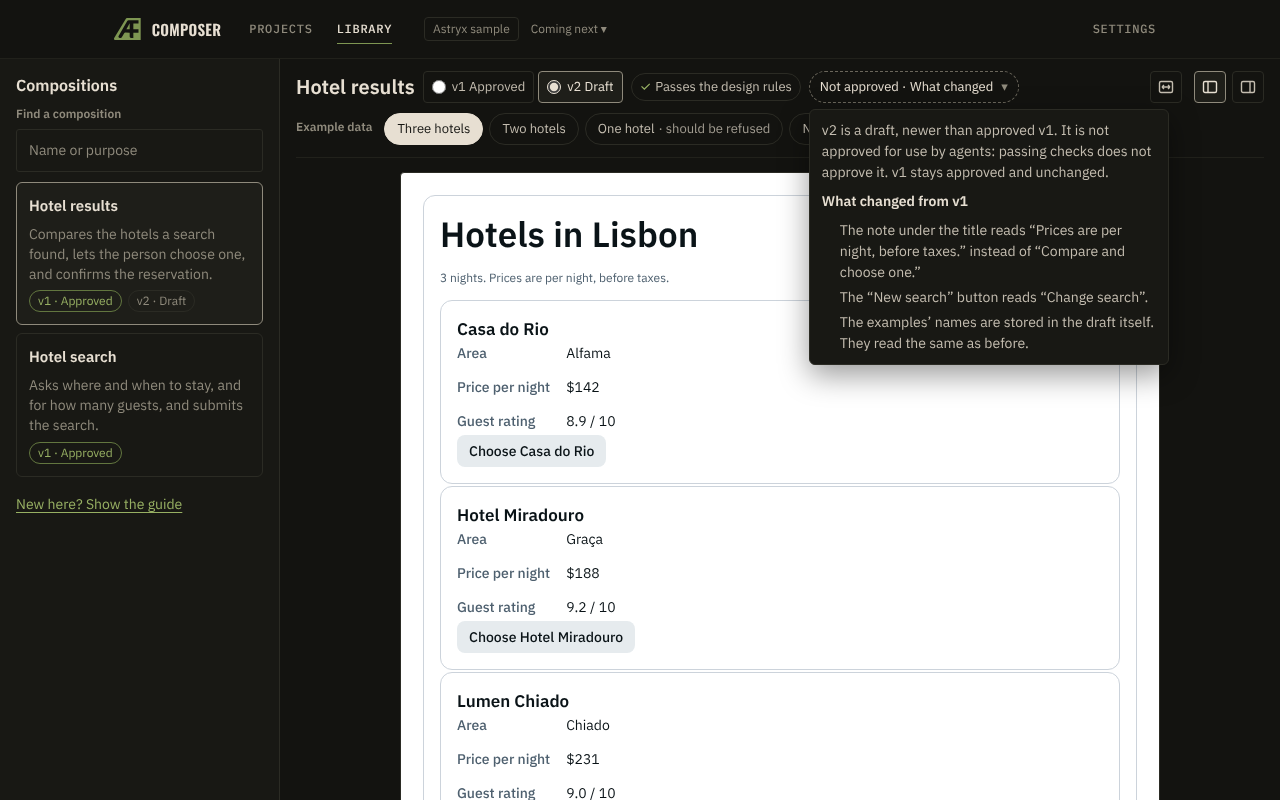 COMPOSER
PROJECTS
LIBRARY
Astryx sample
Coming next ▾
SETTINGS
Compositions
Find a composition
Name or purpose
Hotel results
Compares the hotels a search
found, lets the person choose one,
and confirms the reservation.
v1 · Approved
v2 · Draft
Hotel search
Asks where and when to stay, and
for how many guests, and submits
the search.
v1 · Approved
New here? Show the guide
Hotel results
v1 Approved
v2 Draft
✓ Passes the design rules
Not approved · What changed ▾
Example data
Three hotels
Two hotels
One hotel · should be refused
v2 is a draft, newer than approved v1. It is not
approved for use by agents: passing checks does not
approve it. v1 stays approved and unchanged.
What changed from v1
The note under the title reads “Prices are per
night, before taxes.” instead of “Compare and
choose one.”
The “New search” button reads “Change search”.
The examples’ names are stored in the draft itself.
They read the same as before.
Hotels in Lisbon
3 nights. Prices are per night, before taxes.
Casa do Rio
Area Alfama
Price per night $142
Guest rating 8.9 / 10
Choose Casa do Rio
Hotel Miradouro
Area Graça
Price per night $188
Guest rating 9.2 / 10
Choose Hotel Miradouro
Lumen Chiado
Area Chiado
Price per night $231
Guest rating 9.0 / 10